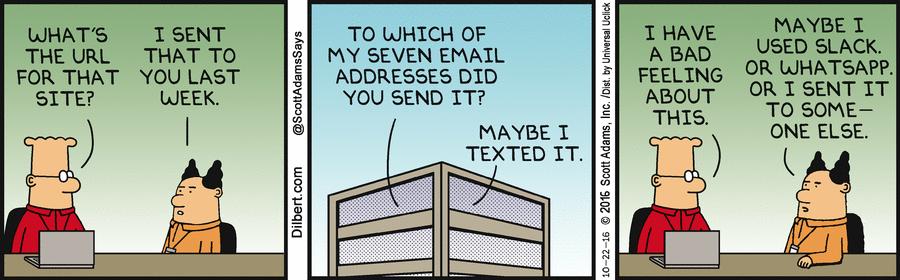 WHAT'S
THE URL
FOR THAT
SITE?
I SENT
THAT TO
YOU LAST
WEEK.
Dilbert.com @ScottAdamsSays
TO WHICH OF
MY SEVEN EMAIL
ADDRESSES DID
YOU SEND IT?
MAYBE I
TEXTED IT.
10-22-16 © 2016 Scott Adams, Inc. /Dist. by Universal Uclick
I HAVE
A BAD
FEELING
ABOUT
THIS.
MAYBE I
USED SLACK.
OR WHATSAPP.
OR I SENT IT
TO SOME-
ONE ELSE.